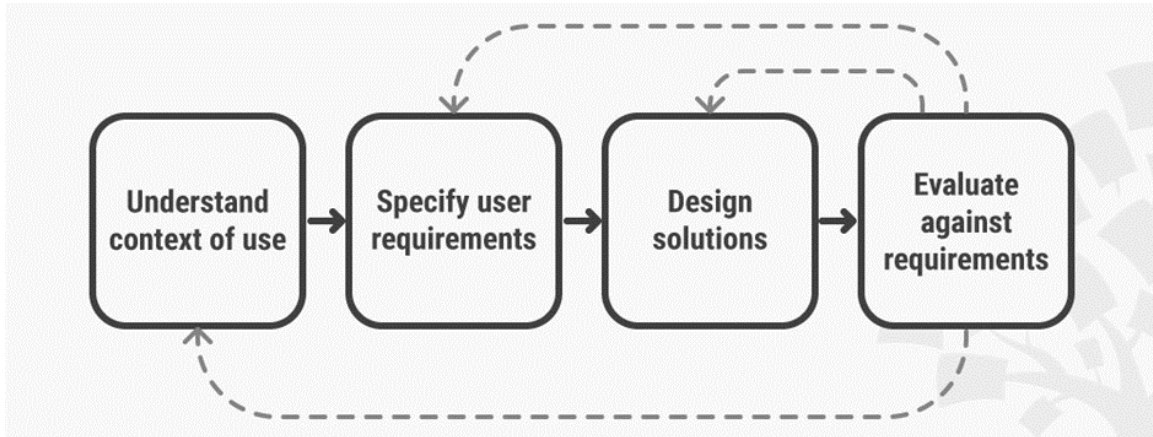 Understand
context of use
Specify user
requirements
Design
solutions
Evaluate
against
requirements